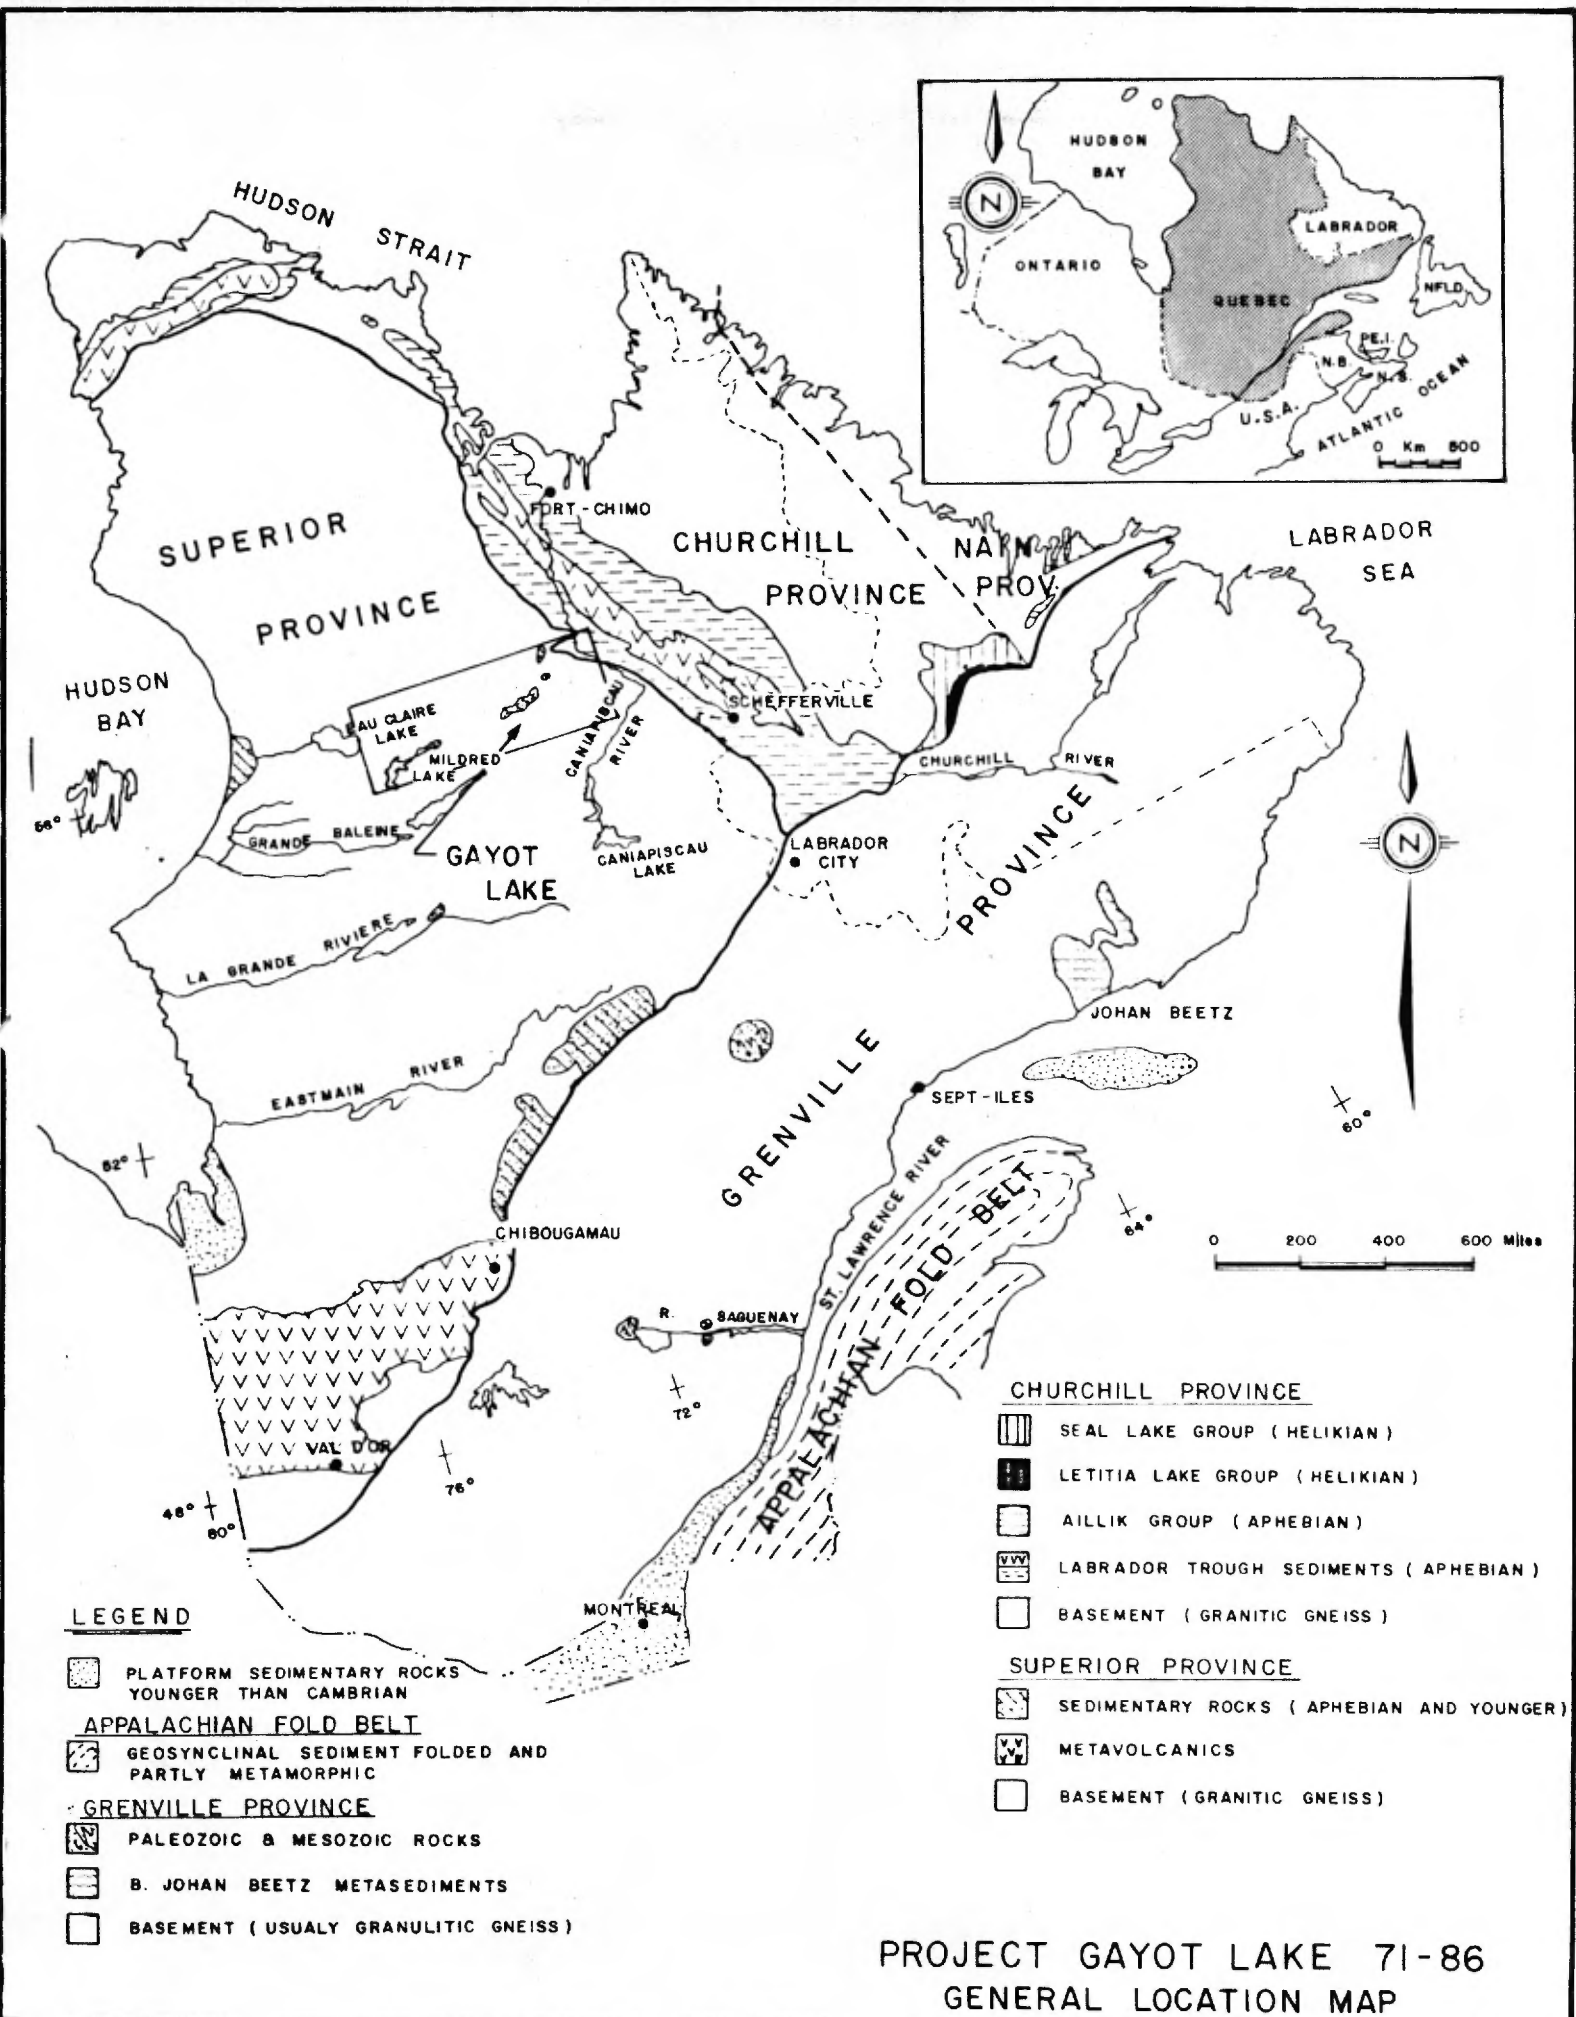 HUDSON STRAIT
HUDSON
BAY
ONTARIO
QUEBEC
LABRADOR
NFLD.
P.E.I.
N.B.
N.S.
U.S.A.
ATLANTIC OCEAN
0 Km 800
N
SUPERIOR
PROVINCE
FORT-CHIMO
CHURCHILL
PROVINCE
NAIN
PROV.
LABRADOR
SEA
HUDSON
BAY
EAU CLAIRE
LAKE
MILDRED
LAKE
CANIAPISCAU
RIVER
SCHEFFERVILLE
CHURCHILL RIVER
56°
GRANDE BALEINE
GAYOT
LAKE
CANIAPISCAU
LAKE
LABRADOR
CITY
N
LA GRANDE RIVIERE
GRENVILLE PROVINCE
JOHAN BEETZ
EASTMAIN RIVER
SEPT-ILES
60°
52°
ST. LAWRENCE RIVER
64°
CHIBOUGAMAU
0 200 400 600 Miles
R. SAGUENAY
APPALACHIAN FOLD BELT
72°
VAL D'OR
76°
48°
80°
MONTREAL
LEGEND
PLATFORM SEDIMENTARY ROCKS
YOUNGER THAN CAMBRIAN
APPALACHIAN FOLD BELT
GEOSYNCLINAL SEDIMENT FOLDED AND
PARTLY METAMORPHIC
GRENVILLE PROVINCE
PALEOZOIC & MESOZOIC ROCKS
B. JOHAN BEETZ METASEDIMENTS
BASEMENT (USUALY GRANULITIC GNEISS)
CHURCHILL PROVINCE
SEAL LAKE GROUP (HELIKIAN)
LETITIA LAKE GROUP (HELIKIAN)
AILLIK GROUP (APHEBIAN)
LABRADOR TROUGH SEDIMENTS (APHEBIAN)
BASEMENT (GRANITIC GNEISS)
SUPERIOR PROVINCE
SEDIMENTARY ROCKS (APHEBIAN AND YOUNGER)
METAVOLCANICS
BASEMENT (GRANITIC GNEISS)
PROJECT GAYOT LAKE 71-86
GENERAL LOCATION MAP